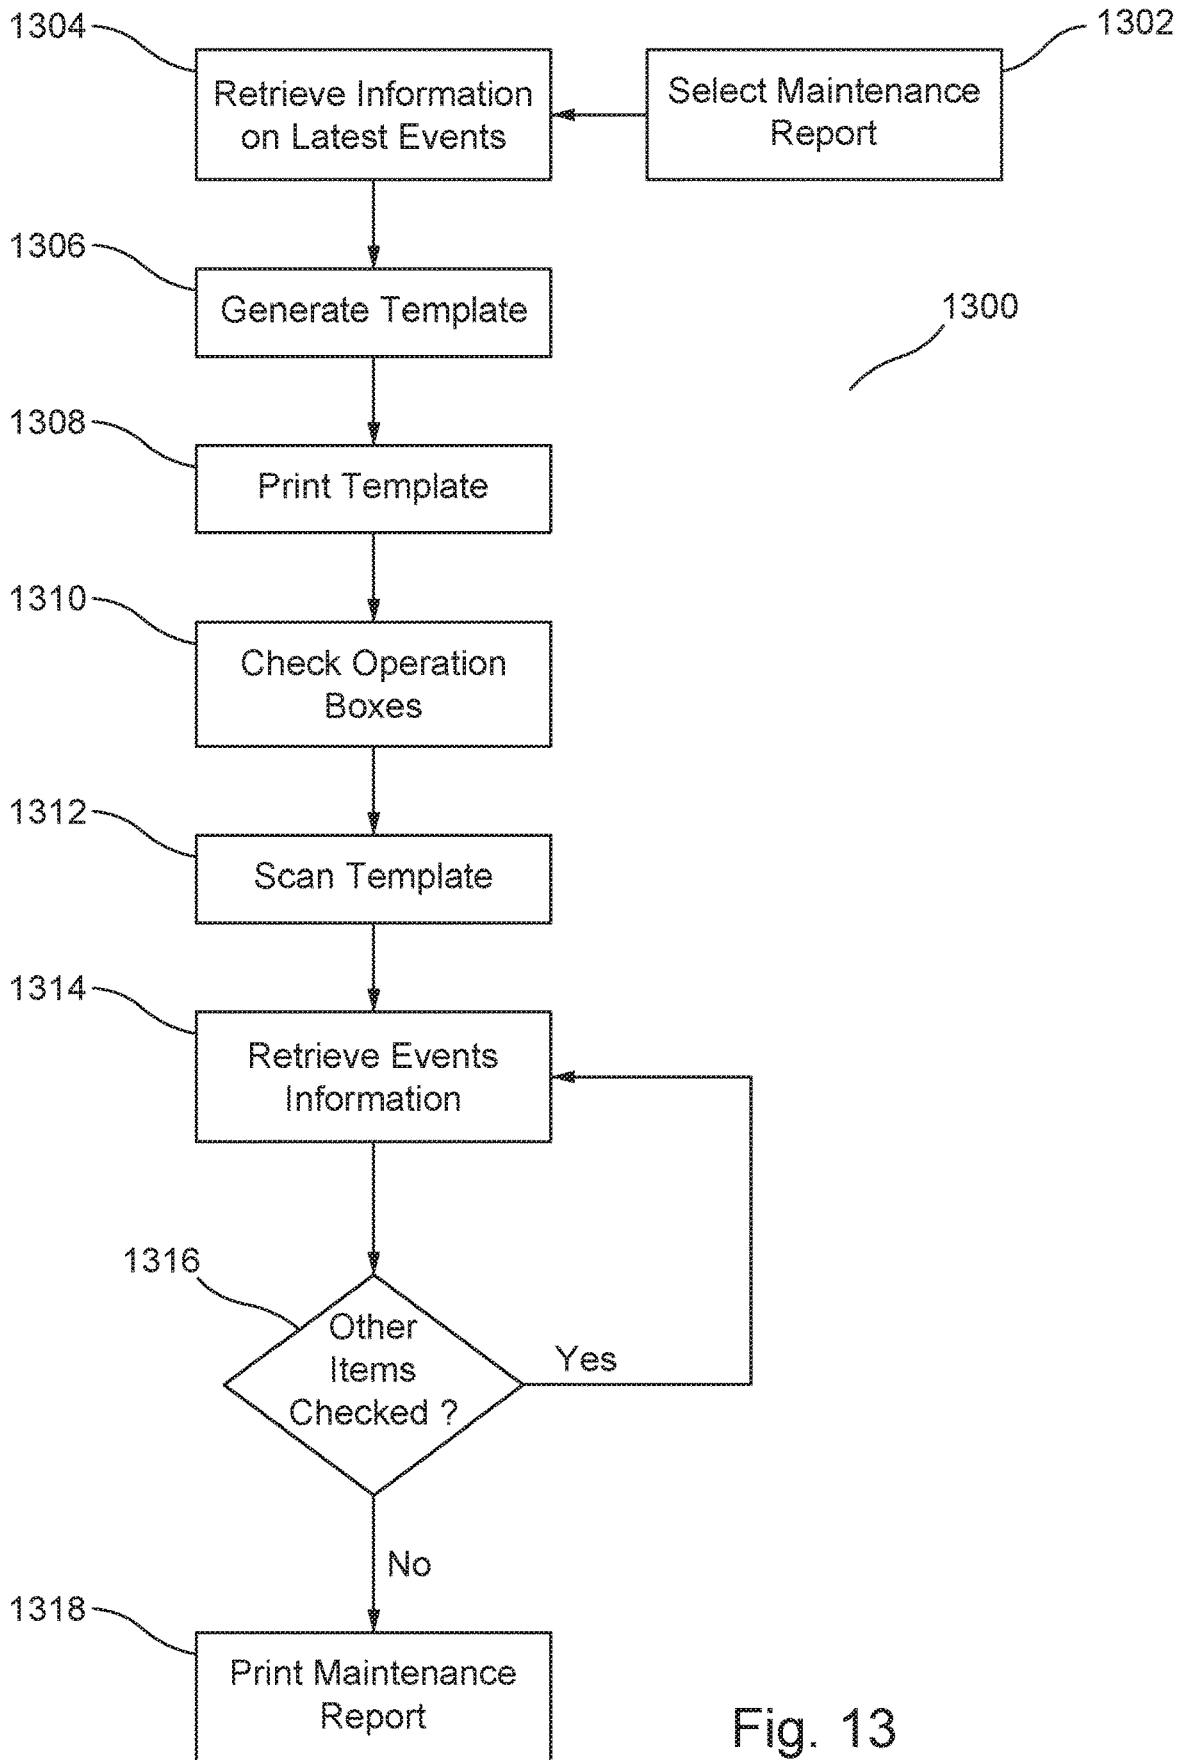 1304
1302
Retrieve Information
on Latest Events
Select Maintenance
Report
1306
Generate Template
1300
1308
Print Template
1310
Check Operation
Boxes
1312
Scan Template
1314
Retrieve Events
Information
1316
Other
Items
Checked ?
Yes
No
1318
Print Maintenance
Report
Fig. 13